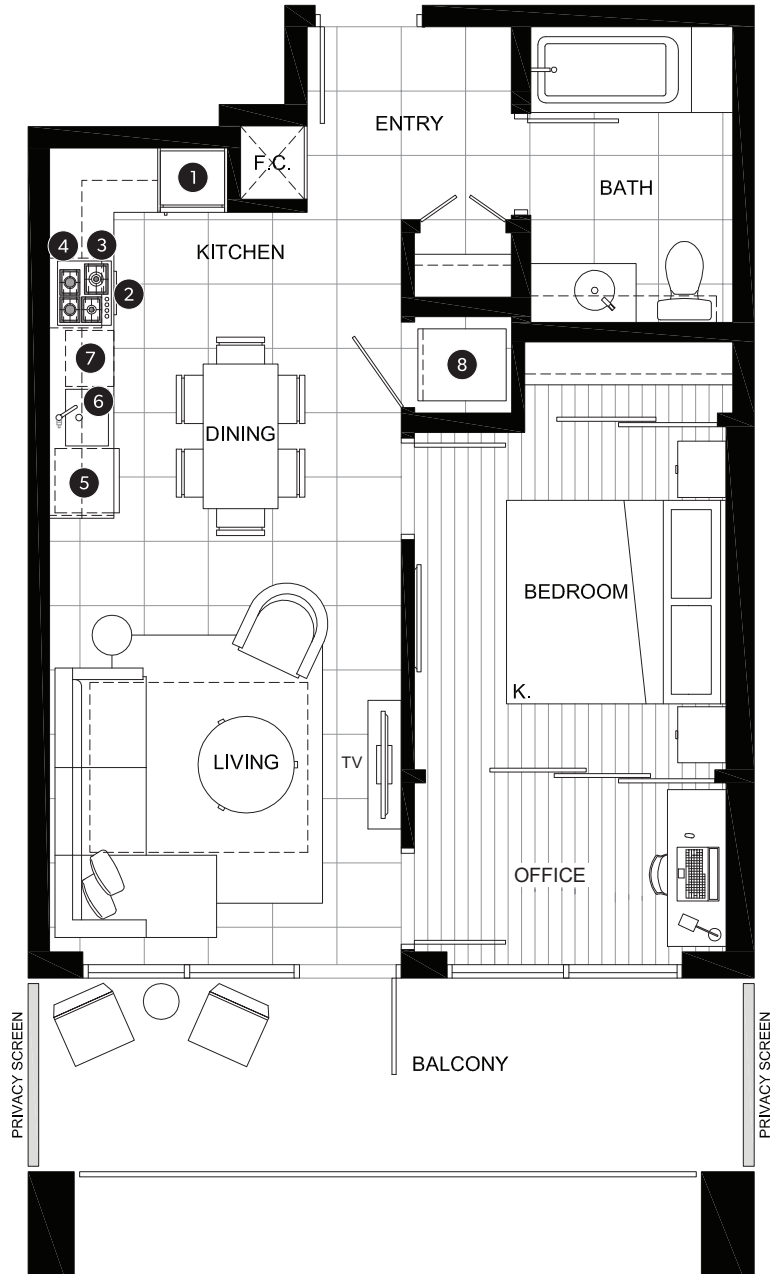 ENTRY
F.C.
1
BATH
KITCHEN
4
3
2
7
8
6
DINING
5
BEDROOM
K.
LIVING
TV
OFFICE
PRIVACY SCREEN
BALCONY
PRIVACY SCREEN